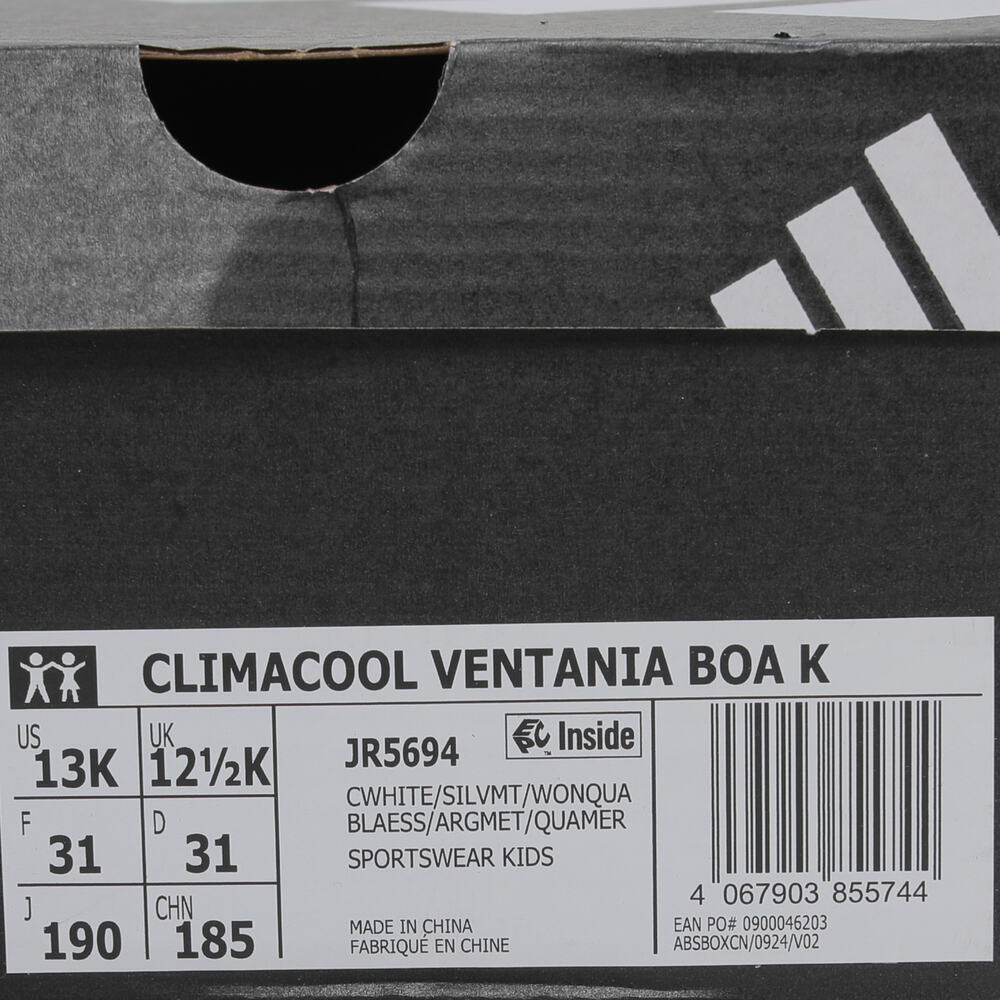 CLIMACOOL VENTANIA BOA K
US 13K
UK 12½K
F 31
D 31
J 190
CHN 185
JR5694
EPC Inside
™
CWHITE/SILVMT/WONQUA
BLAESS/ARGMET/QUAMER
SPORTSWEAR KIDS
MADE IN CHINA
FABRIQUÉ EN CHINE
4 067903 855744
EAN PO# 0900046203
ABSBOXCN/0924/V02